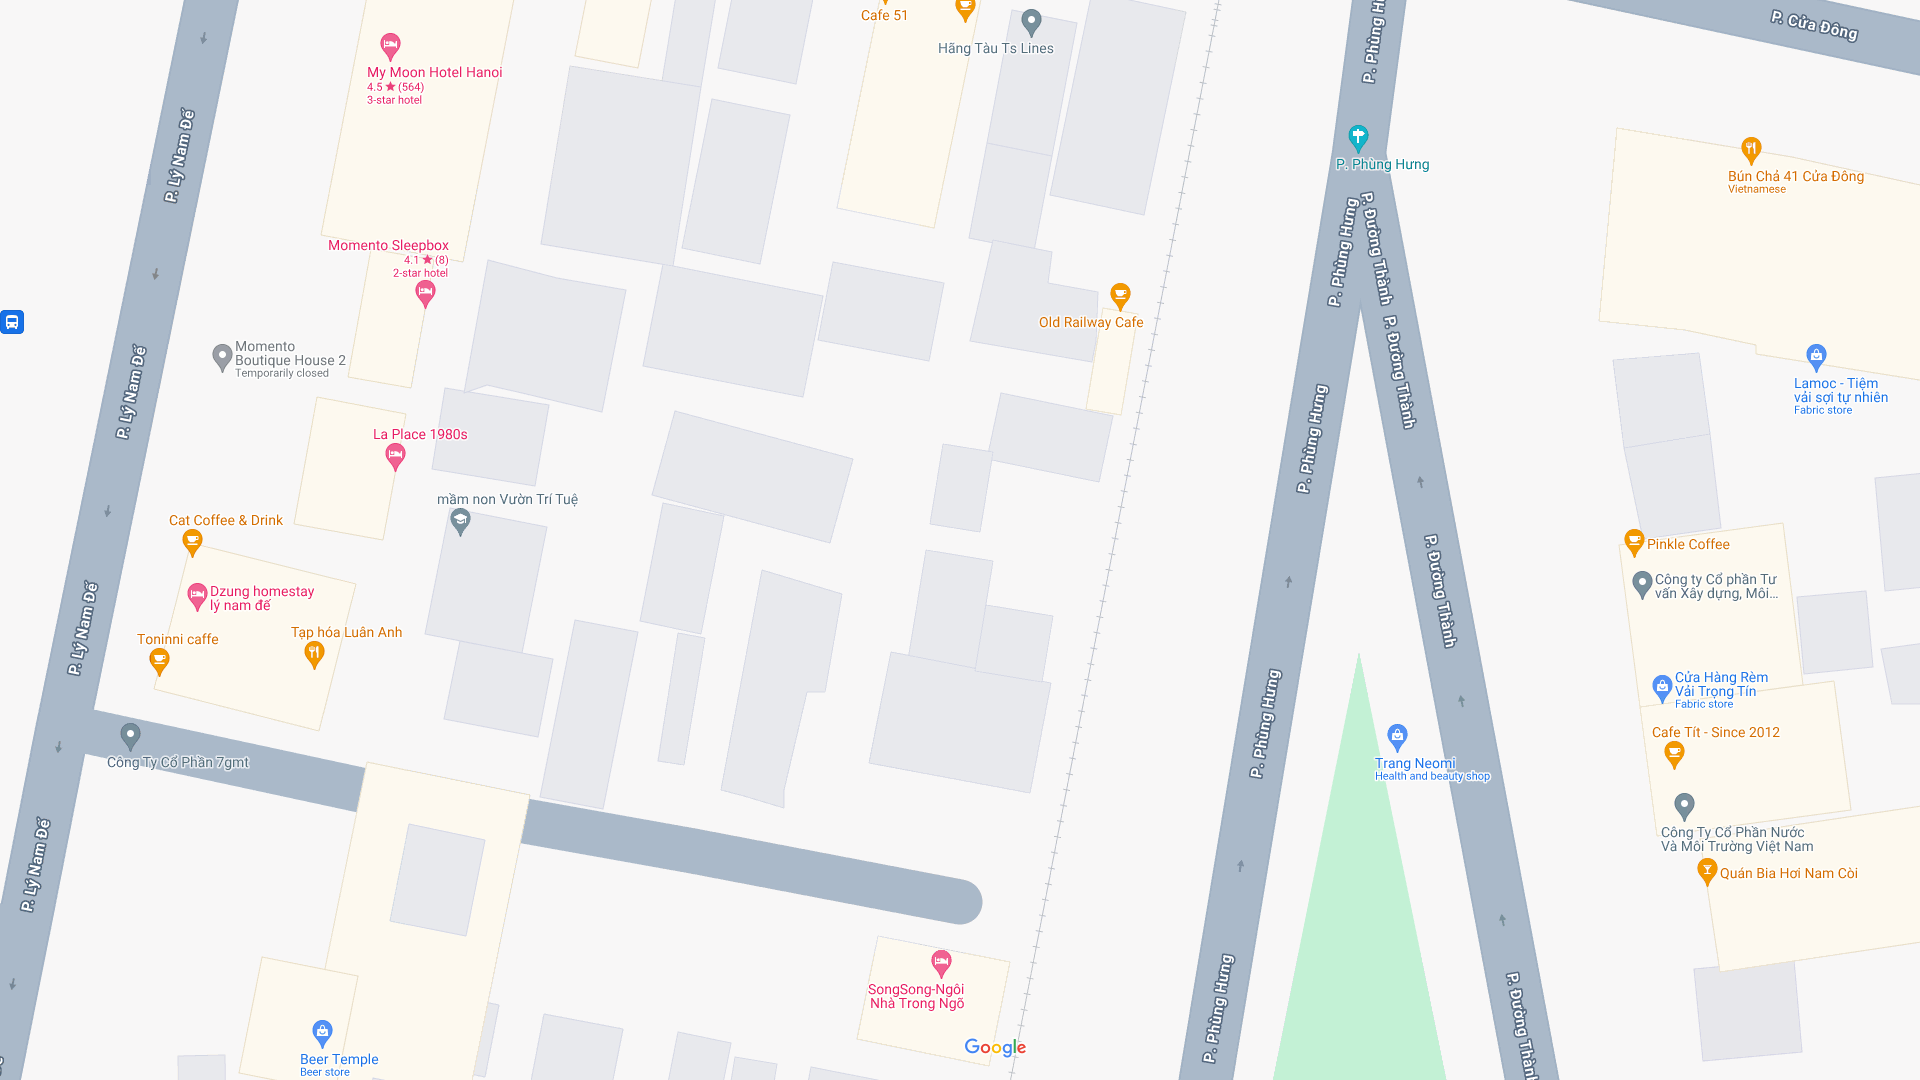 Cafe 51
Hãng Tàu Ts Lines
P. Phùng H
P. Cửa Đông
My Moon Hotel Hanoi
4.5 ★ (564)
3-star hotel
P. Lý Nam Đế
P. Phùng Hưng
Bún Chả 41 Cửa Đông
Vietnamese
Momento Sleepbox
4.1 ★ (8)
2-star hotel
P. Phùng Hưng
P. Đường Thành
Old Railway Cafe
Momento
Boutique House 2
Temporarily closed
P. Lý Nam Đế
P. Đường Thành
Lamoc - Tiệm
vải sợi tự nhiên
Fabric store
P. Phùng Hưng
La Place 1980s
mầm non Vườn Trí Tuệ
Cat Coffee & Drink
Pinkle Coffee
Công ty Cổ phần Tư
vấn Xây dựng, Môi...
Dzung homestay
lý nam đế
P. Đường Thành
Toninni caffe
Tạp hóa Luân Anh
P. Lý Nam Đế
Cửa Hàng Rèm
Vải Trọng Tín
Fabric store
P. Phùng Hưng
Cafe Tít - Since 2012
Công Ty Cổ Phần 7gmt
Trang Neomi
Health and beauty shop
Công Ty Cổ Phần Nước
Và Môi Trường Việt Nam
P. Lý Nam Đế
Quán Bia Hơi Nam Còi
SongSong-Ngôi
Nhà Trong Ngõ
P. Phùng Hưng
P. Đường Thành
Google
Beer Temple
Beer store